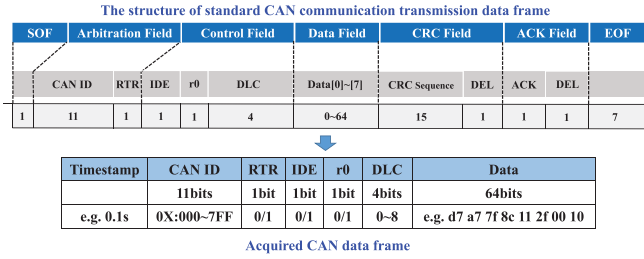 The structure of standard CAN communication transmission data frame
SOF Arbitration Field Control Field Data Field CRC Field ACK Field EOF
CAN ID RTR IDE r0 DLC Data[0]~[7] CRC Sequence DEL ACK DEL
1 11 1 1 1 4 0~64 15 1 1 1 7
Timestamp CAN ID RTR IDE r0 DLC Data
11bits 1bit 1bit 1bit 4bits 64bits
e.g. 0.1s 0X:000~7FF 0/1 0/1 0/1 0~8 e.g. d7 a7 7f 8c 11 2f 00 10
Acquired CAN data frame